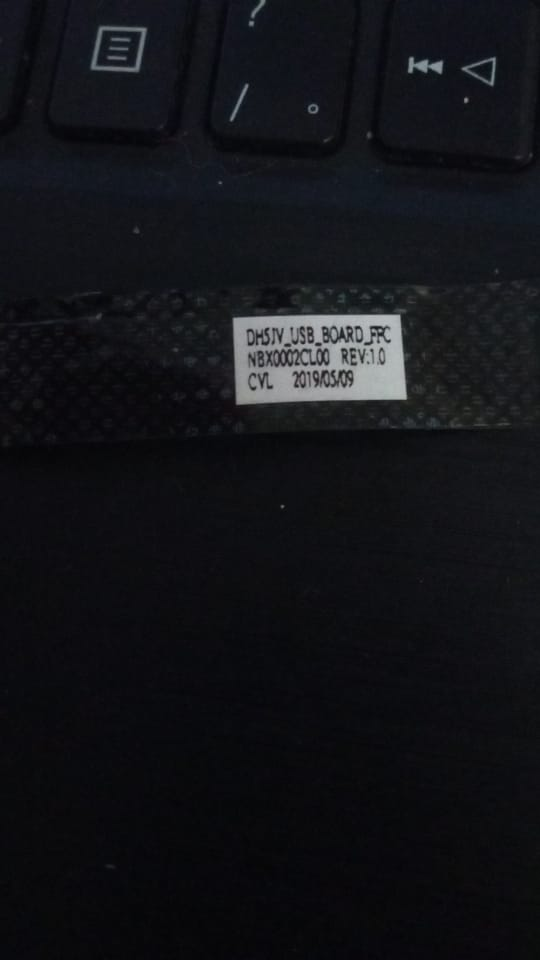 ?
/ °
DH5JV_USB_BOARD_FFC
NBX0002CL00 REV:1.0
CVL 2019/05/09